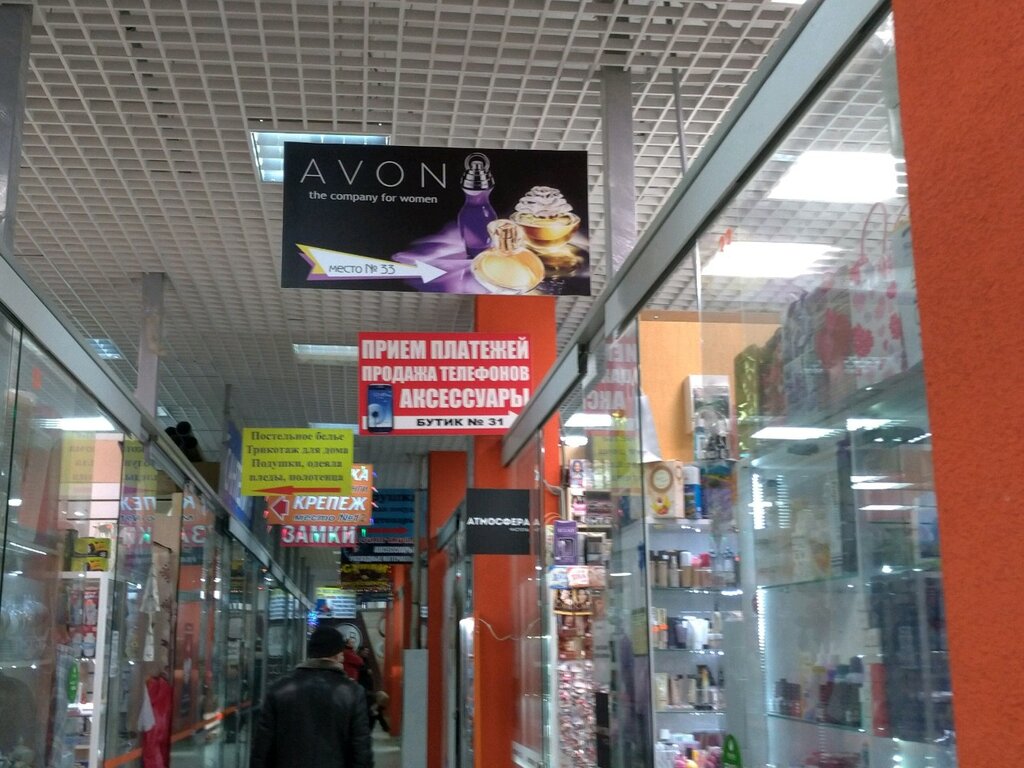 AVON
the company for women
место № 33
ПРИЕМ ПЛАТЕЖЕЙ
ПРОДАЖА ТЕЛЕФОНОВ
АКСЕССУАРЫ
БУТИК № 31
Постельное белье
Трикотаж для дома
Подушки, одеяла
пледы, полотенца
КРЕПЕЖ
ЗАМКИ
АТМОСФЕРА
ЧИСТОТЫ